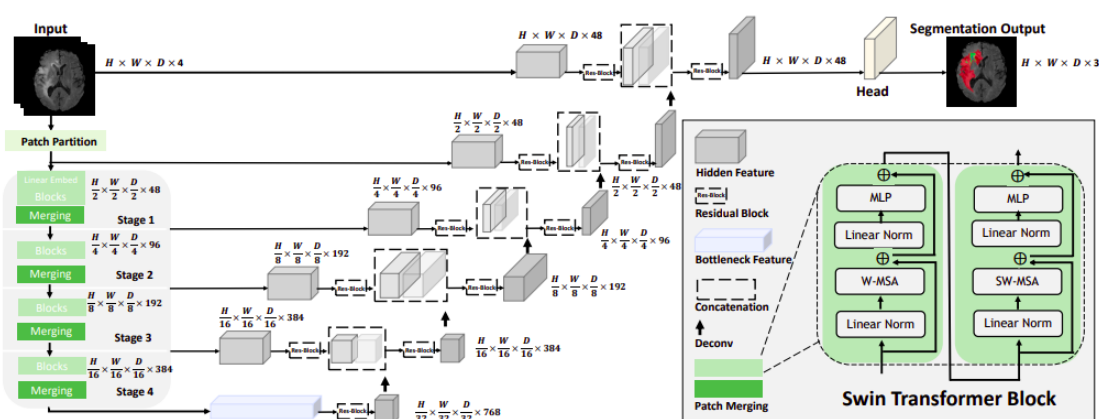 Input
Segmentation Output
H × W × D × 4
H × W × D × 48
Res-Block
Res-Block
H × W × D × 48
Head
H × W × D × 3
Patch Partition
H/2 × W/2 × D/2 × 48
Res-Block
Res-Block
H/2 × W/2 × D/2 × 48
Linear Embed
Blocks
Merging
H/2 × W/2 × D/2 × 48
Stage 1
H/4 × W/4 × D/4 × 96
Res-Block
Res-Block
H/4 × W/4 × D/4 × 96
Blocks
Merging
H/4 × W/4 × D/4 × 96
Stage 2
H/8 × W/8 × D/8 × 192
Res-Block
Res-Block
H/8 × W/8 × D/8 × 192
Blocks
Merging
H/8 × W/8 × D/8 × 192
Stage 3
H/16 × W/16 × D/16 × 384
Res-Block
Res-Block
H/16 × W/16 × D/16 × 384
Blocks
Merging
H/16 × W/16 × D/16 × 384
Stage 4
Res-Block
H/32 × W/32 × D/32 × 768
Hidden Feature
Res-Block
Residual Block
Bottleneck Feature
Concatenation
Deconv
Patch Merging
MLP
Linear Norm
W-MSA
Linear Norm
MLP
Linear Norm
SW-MSA
Linear Norm
Swin Transformer Block